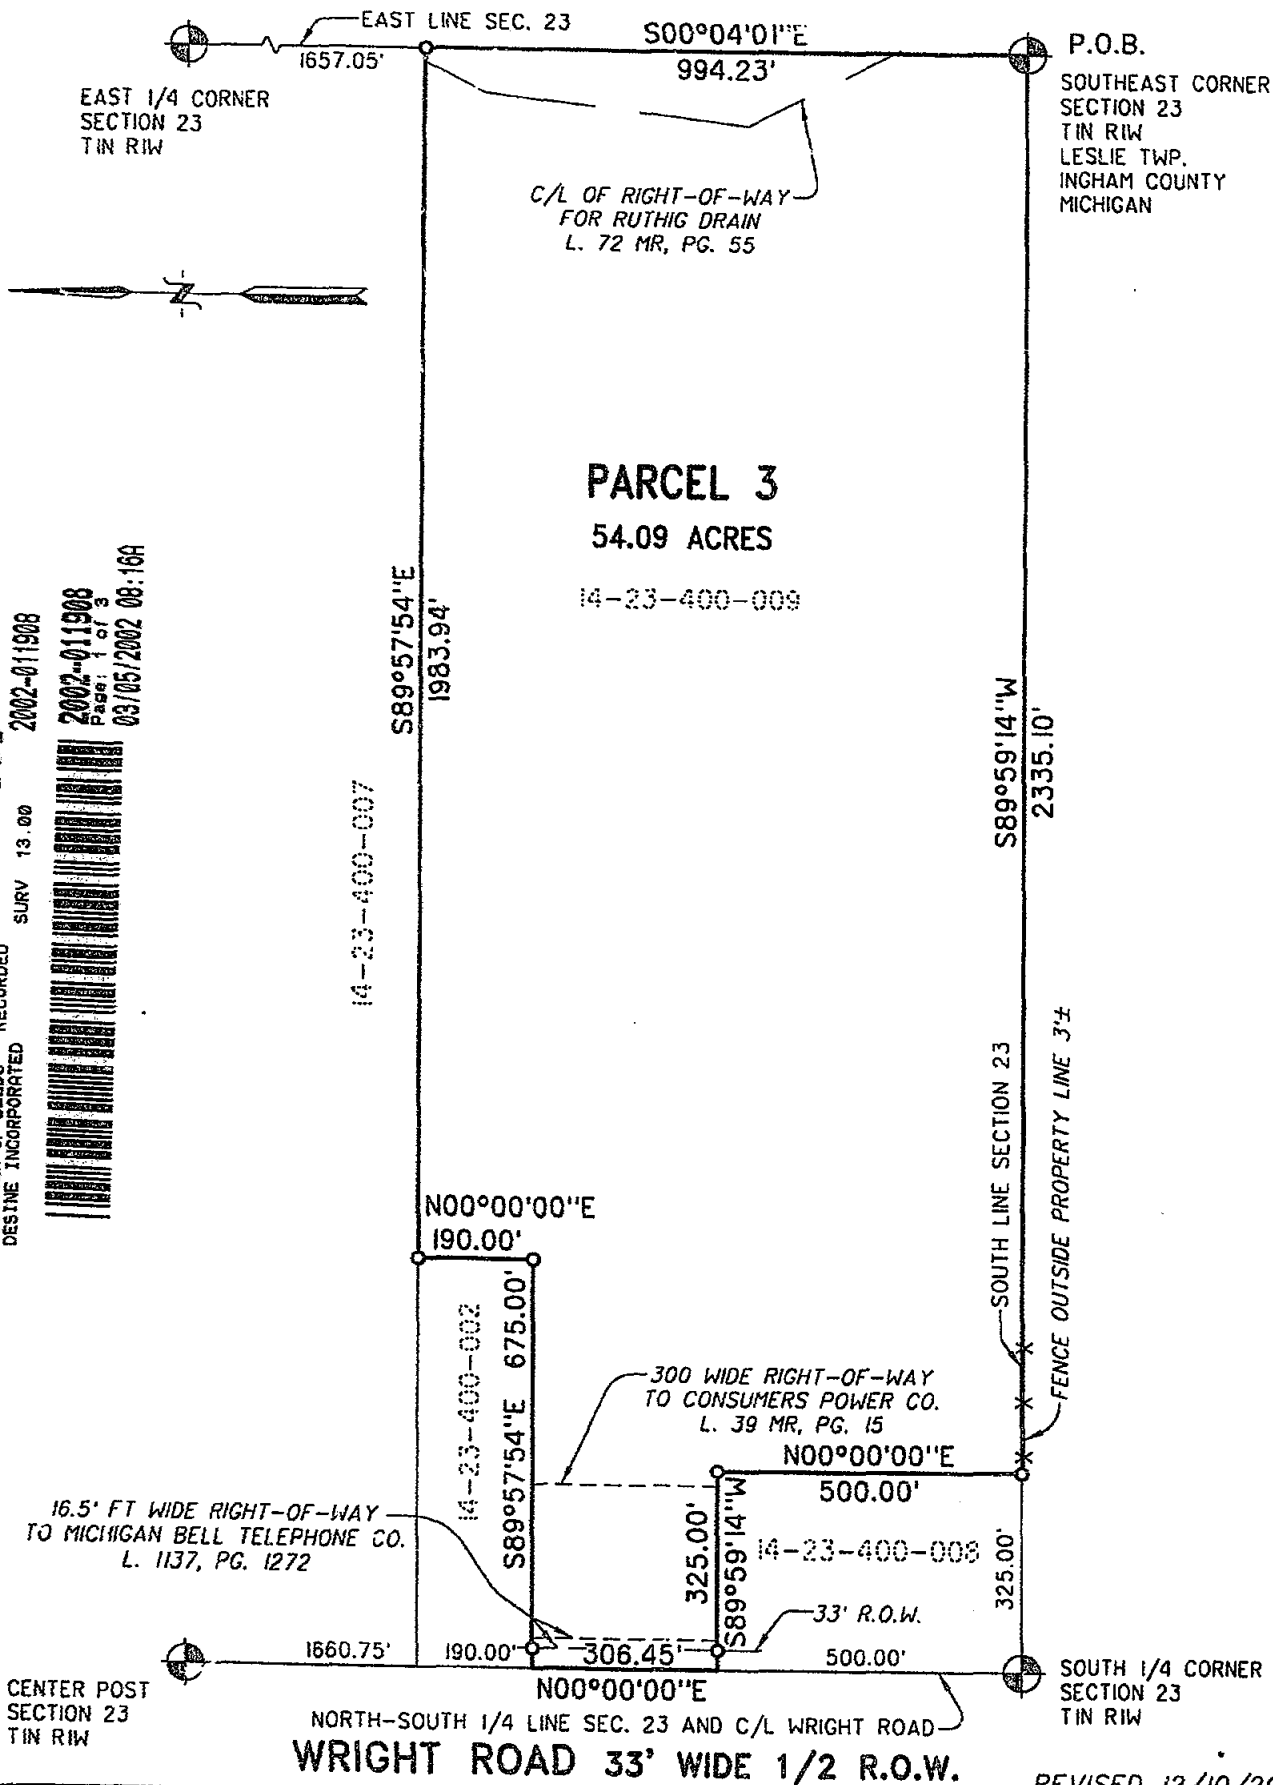 EAST LINE SEC. 23
1657.05'
S00°04'01"E
994.23'
P.O.B.
SOUTHEAST CORNER
SECTION 23
T1N R1W
LESLIE TWP.
INGHAM COUNTY
MICHIGAN
EAST 1/4 CORNER
SECTION 23
T1N R1W
C/L OF RIGHT-OF-WAY
FOR RUTHIG DRAIN
L. 72 MR, PG. 55
N
PARCEL 3
54.09 ACRES
14-23-400-009
S89°57'54"E
1983.94'
14-23-400-007
S89°59'14"W
2335.10'
2002-011908
2002-011908
Page: 1 of 3
03/05/2002 08:16A
SURV 13.00
RECORDED
DESINE INCORPORATED
SOUTH LINE SECTION 23
FENCE OUTSIDE PROPERTY LINE 3'±
N00°00'00"E
190.00'
14-23-400-002
S89°57'54"E 675.00'
300 WIDE RIGHT-OF-WAY
TO CONSUMERS POWER CO.
L. 39 MR, PG. 15
N00°00'00"E
500.00'
16.5' FT WIDE RIGHT-OF-WAY
TO MICHIGAN BELL TELEPHONE CO.
L. 1137, PG. 1272
325.00'
S89°59'14"W
14-23-400-008
325.00'
33' R.O.W.
1660.75'
190.00'
306.45'
500.00'
N00°00'00"E
CENTER POST
SECTION 23
T1N R1W
SOUTH 1/4 CORNER
SECTION 23
T1N R1W
NORTH-SOUTH 1/4 LINE SEC. 23 AND C/L WRIGHT ROAD
WRIGHT ROAD 33' WIDE 1/2 R.O.W.
REVISED 12/10/20